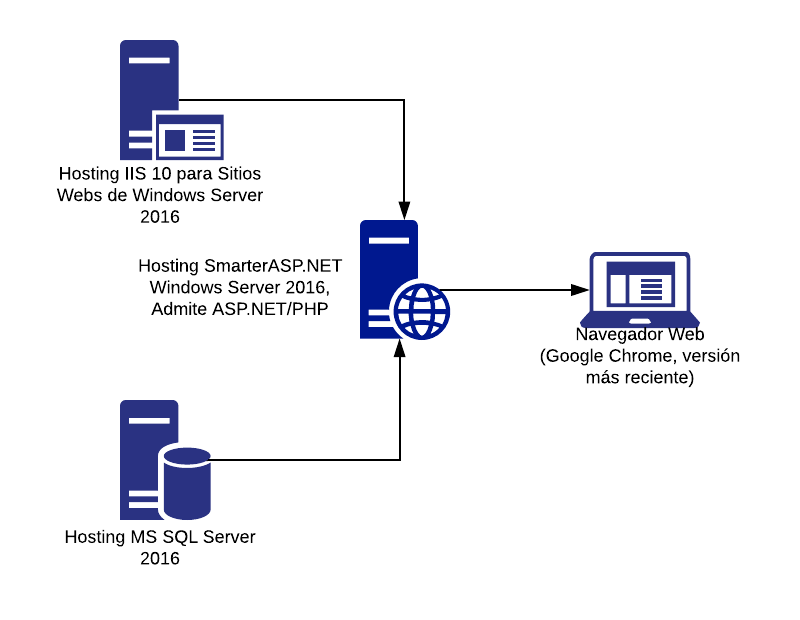 Hosting IIS 10 para Sitios
Webs de Windows Server
2016
Hosting SmarterASP.NET
Windows Server 2016,
Admite ASP.NET/PHP
Navegador Web
(Google Chrome, versión
más reciente)
Hosting MS SQL Server
2016